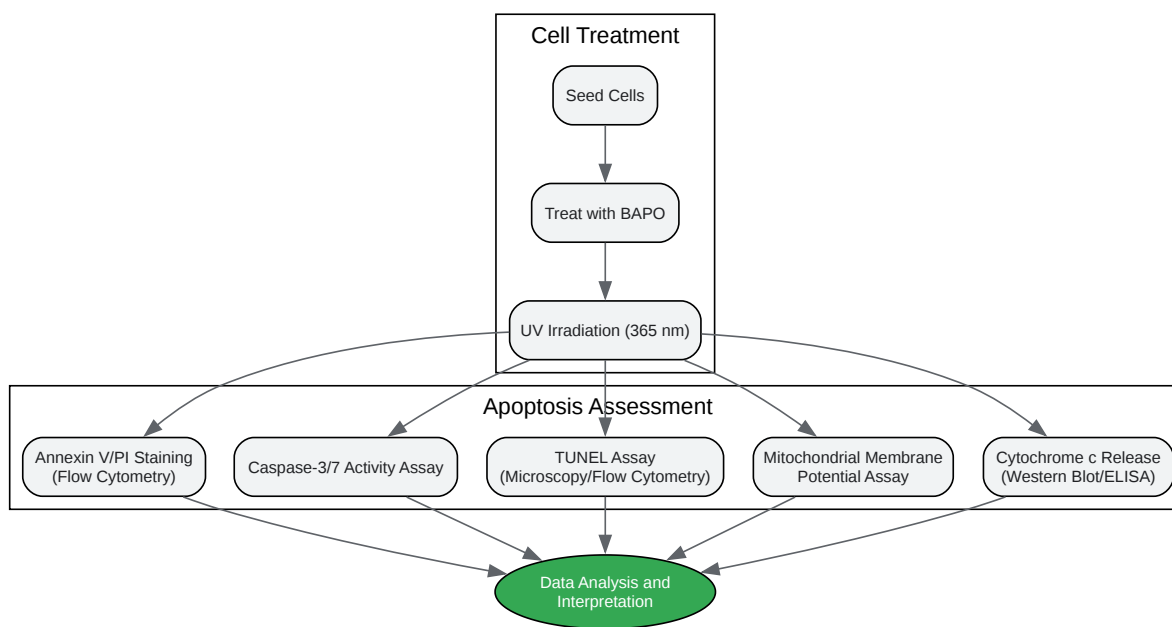 Cell Treatment
Seed Cells
Treat with BAPO
UV Irradiation (365 nm)
Apoptosis Assessment
Annexin V/PI Staining
(Flow Cytometry)
Caspase-3/7 Activity Assay
TUNEL Assay
(Microscopy/Flow Cytometry)
Mitochondrial Membrane
Potential Assay
Cytochrome c Release
(Western Blot/ELISA)
Data Analysis and
Interpretation